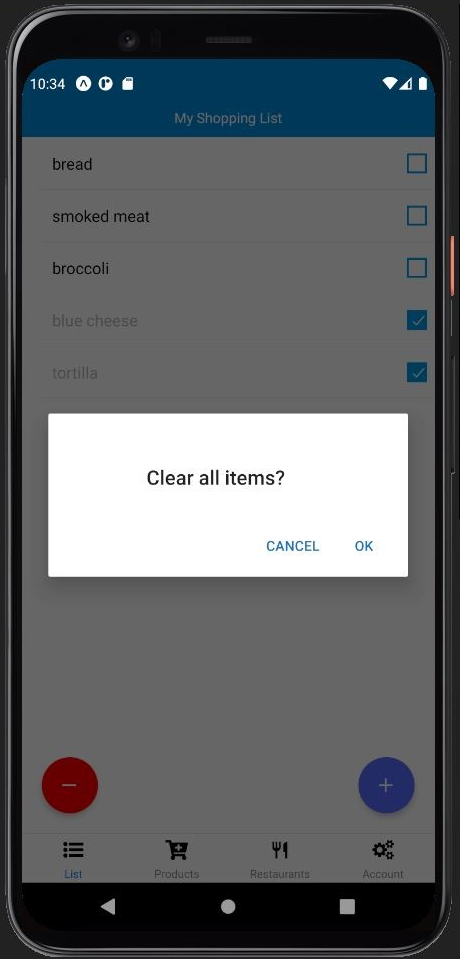 10:34
My Shopping List
bread
smoked meat
broccoli
blue cheese
tortilla
Clear all items?
CANCEL OK
List Products Restaurants Account